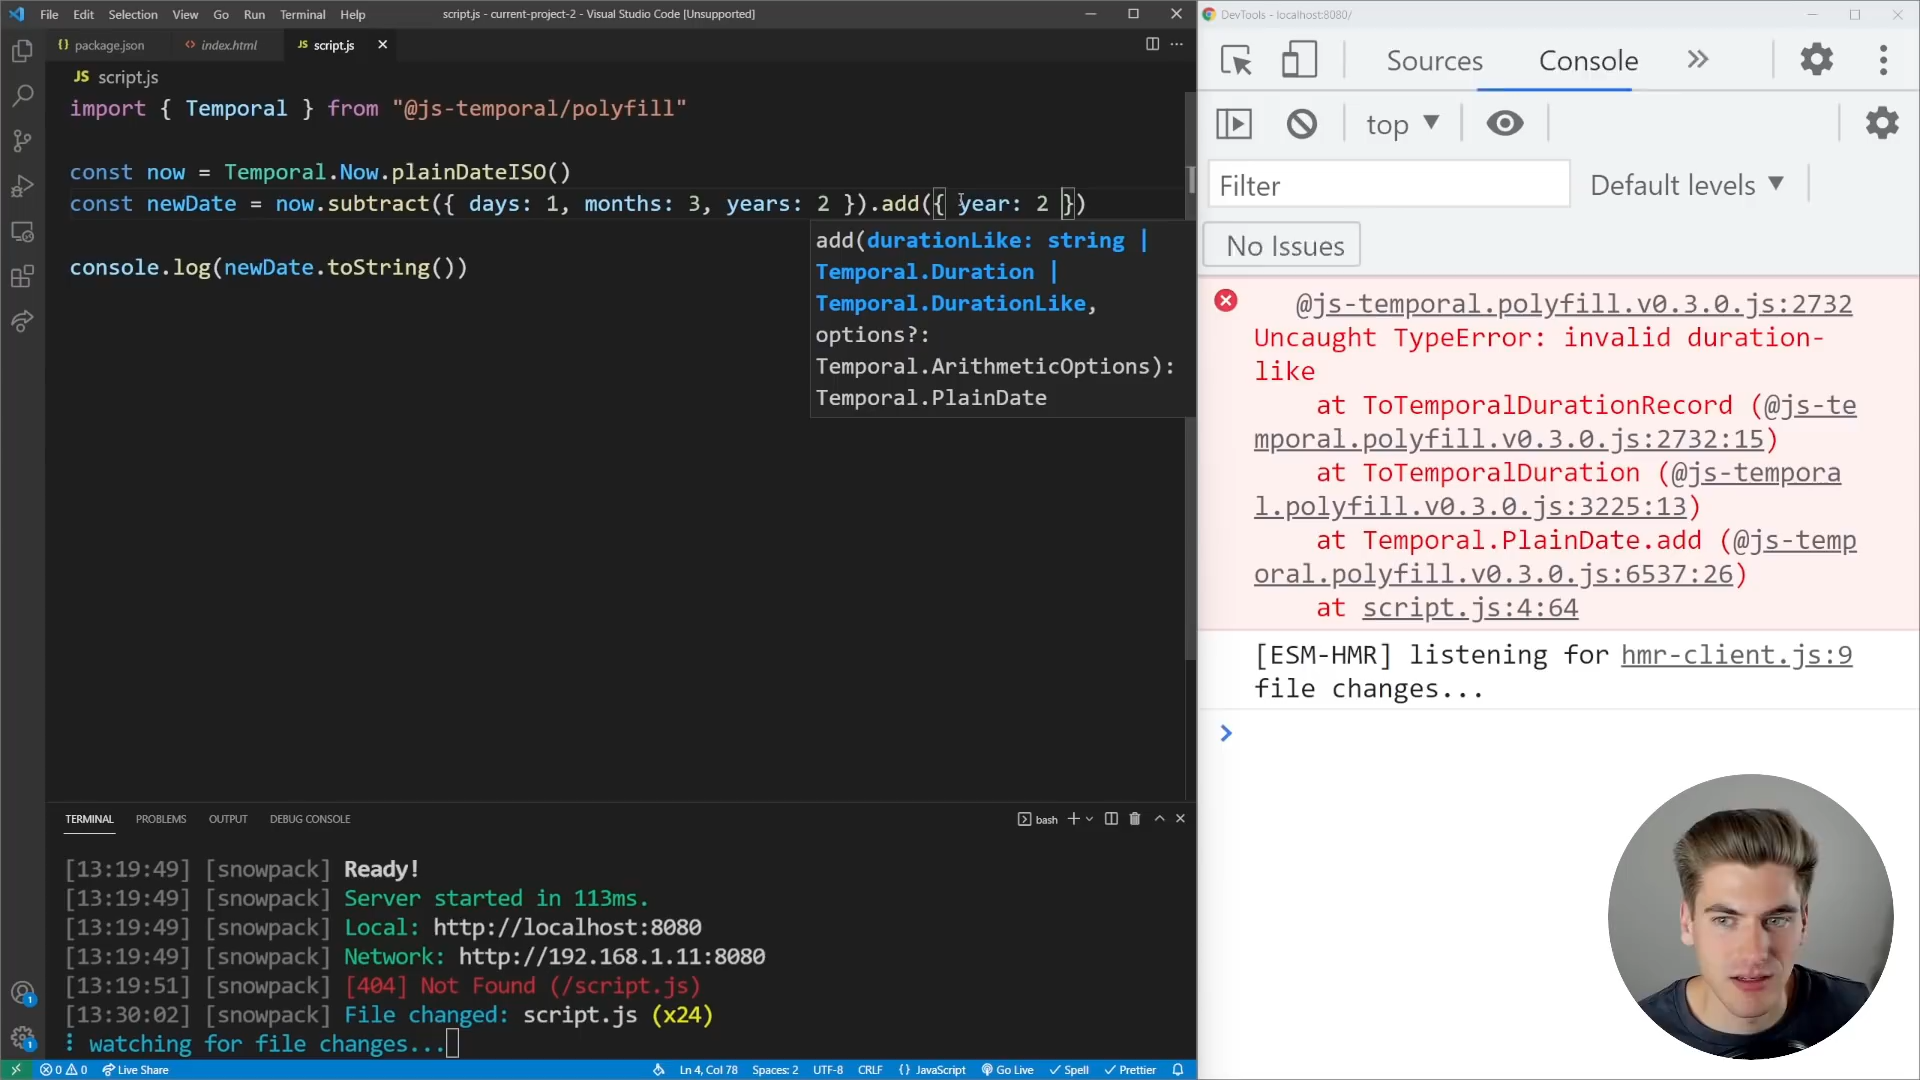 File Edit Selection View Go Run Terminal Help
script.js - current-project-2 - Visual Studio Code [Unsupported]
{} package.json
<> index.html
JS script.js
JS script.js
import { Temporal } from "@js-temporal/polyfill"
const now = Temporal.Now.plainDateISO()
const newDate = now.subtract({ days: 1, months: 3, years: 2 }).add({ year: 2 })
console.log(newDate.toString())
add(durationLike: string |
Temporal.Duration |
Temporal.DurationLike,
options?:
Temporal.ArithmeticOptions):
Temporal.PlainDate
TERMINAL PROBLEMS OUTPUT DEBUG CONSOLE
bash
[13:19:49] [snowpack] Ready!
[13:19:49] [snowpack] Server started in 113ms.
[13:19:49] [snowpack] Local: http://localhost:8080
[13:19:49] [snowpack] Network: http://192.168.1.11:8080
[13:19:51] [snowpack] [404] Not Found (/script.js)
[13:30:02] [snowpack] File changed: script.js (x24)
watching for file changes...
1
1
0 0 Live Share
Ln 4, Col 78 Spaces: 2 UTF-8 CRLF {} JavaScript Go Live Spell Prettier
DevTools - localhost:8080/
Sources Console
top
Filter
Default levels
No Issues
@js-temporal.polyfill.v0.3.0.js:2732
Uncaught TypeError: invalid duration-
like
at ToTemporalDurationRecord (@js-te
mporal.polyfill.v0.3.0.js:2732:15)
at ToTemporalDuration (@js-tempora
l.polyfill.v0.3.0.js:3225:13)
at Temporal.PlainDate.add (@js-temp
oral.polyfill.v0.3.0.js:6537:26)
at script.js:4:64
[ESM-HMR] listening for hmr-client.js:9
file changes...